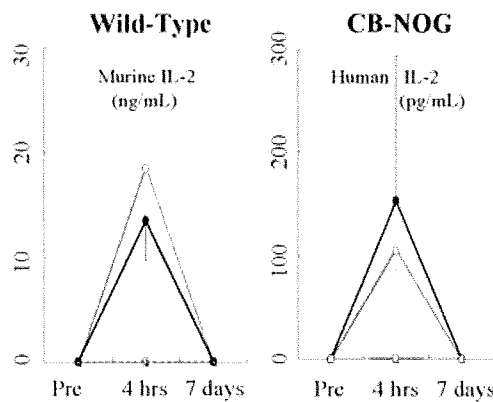 Wild-Type
CB-NOG
30
20
10
0
Murine IL-2
(ng/mL)
Pre 4 hrs 7 days
300
200
100
0
Human IL-2
(pg/mL)
Pre 4 hrs 7 days